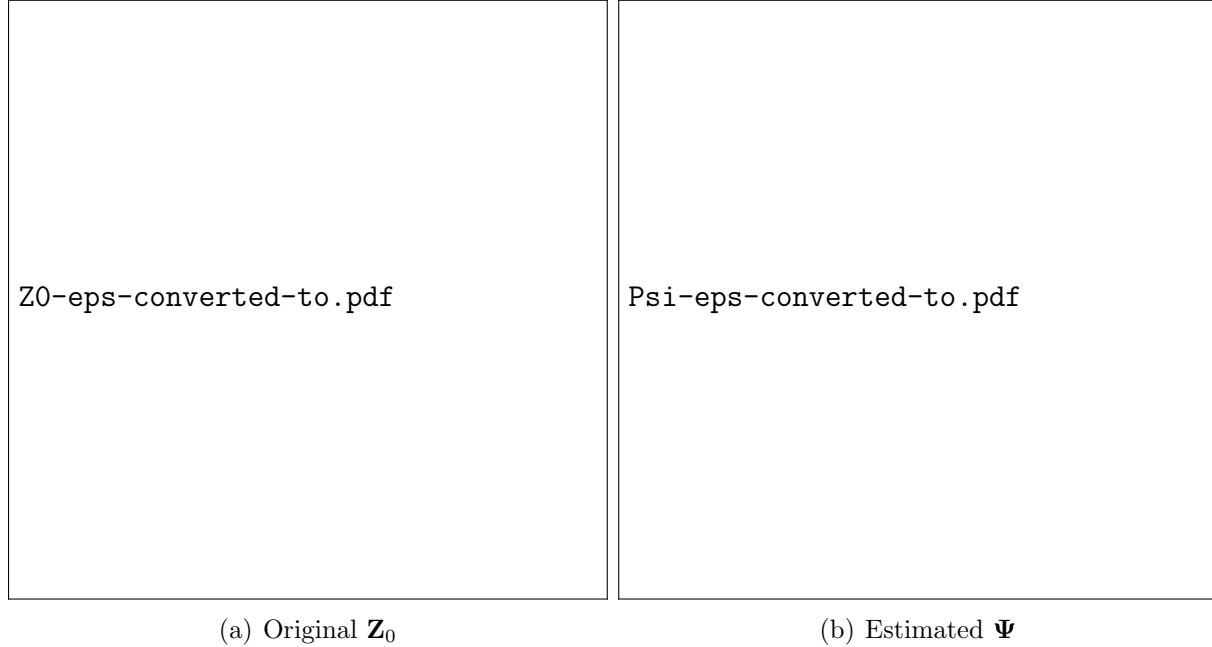 Z0-eps-converted-to.pdf
Psi-eps-converted-to.pdf
(a) Original Z₀
(b) Estimated Ψ